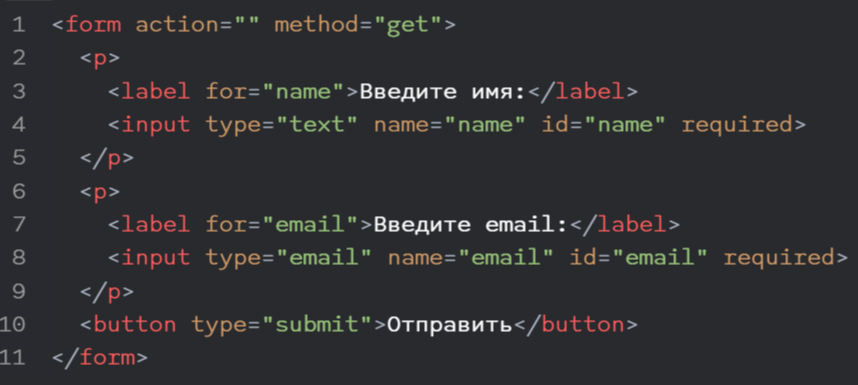 1 <form action="" method="get">
2 <p>
3 <label for="name">Введите имя:</label>
4 <input type="text" name="name" id="name" required>
5 </p>
6 <p>
7 <label for="email">Введите email:</label>
8 <input type="email" name="email" id="email" required>
9 </p>
10 <button type="submit">Отправить</button>
11 </form>